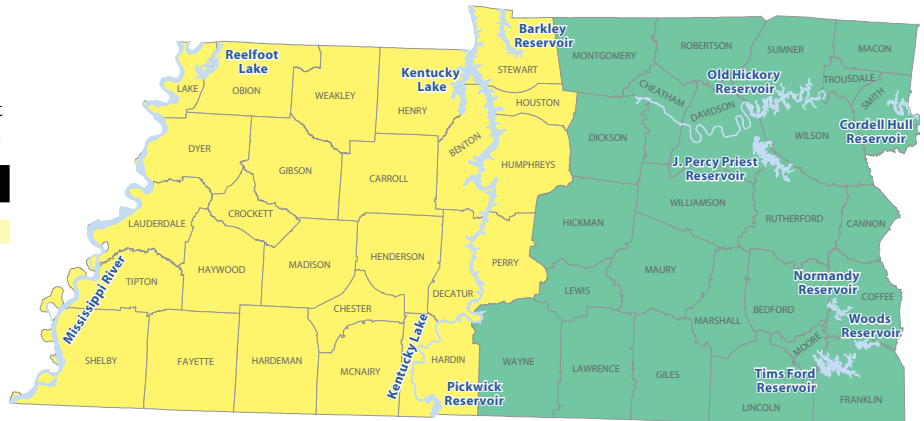 Reelfoot
Lake
Kentucky
Lake
Barkley
Reservoir
LAKE
OBION
WEAKLEY
HENRY
STEWART
HOUSTON
MONTGOMERY
ROBERTSON
SUMNER
MACON
TROUSDALE
SMITH
Old Hickory
Reservoir
CHEATHAM
DAVIDSON
WILSON
Cordell Hull
Reservoir
DYER
GIBSON
CARROLL
BENTON
HUMPHREYS
DICKSON
J. Percy Priest
Reservoir
WILLIAMSON
RUTHERFORD
CANNON
LAUDERDALE
CROCKETT
HAYWOOD
MADISON
HENDERSON
DECATUR
PERRY
HICKMAN
LEWIS
MAURY
MARSHALL
BEDFORD
COFFEE
Normandy
Reservoir
Woods
Reservoir
Mississippi River
TIPTON
CHESTER
SHELBY
FAYETTE
HARDEMAN
MCNAIRY
Kentucky Lake
HARDIN
Pickwick
Reservoir
WAYNE
LAWRENCE
GILES
LINCOLN
MOORE
Tims Ford
Reservoir
FRANKLIN